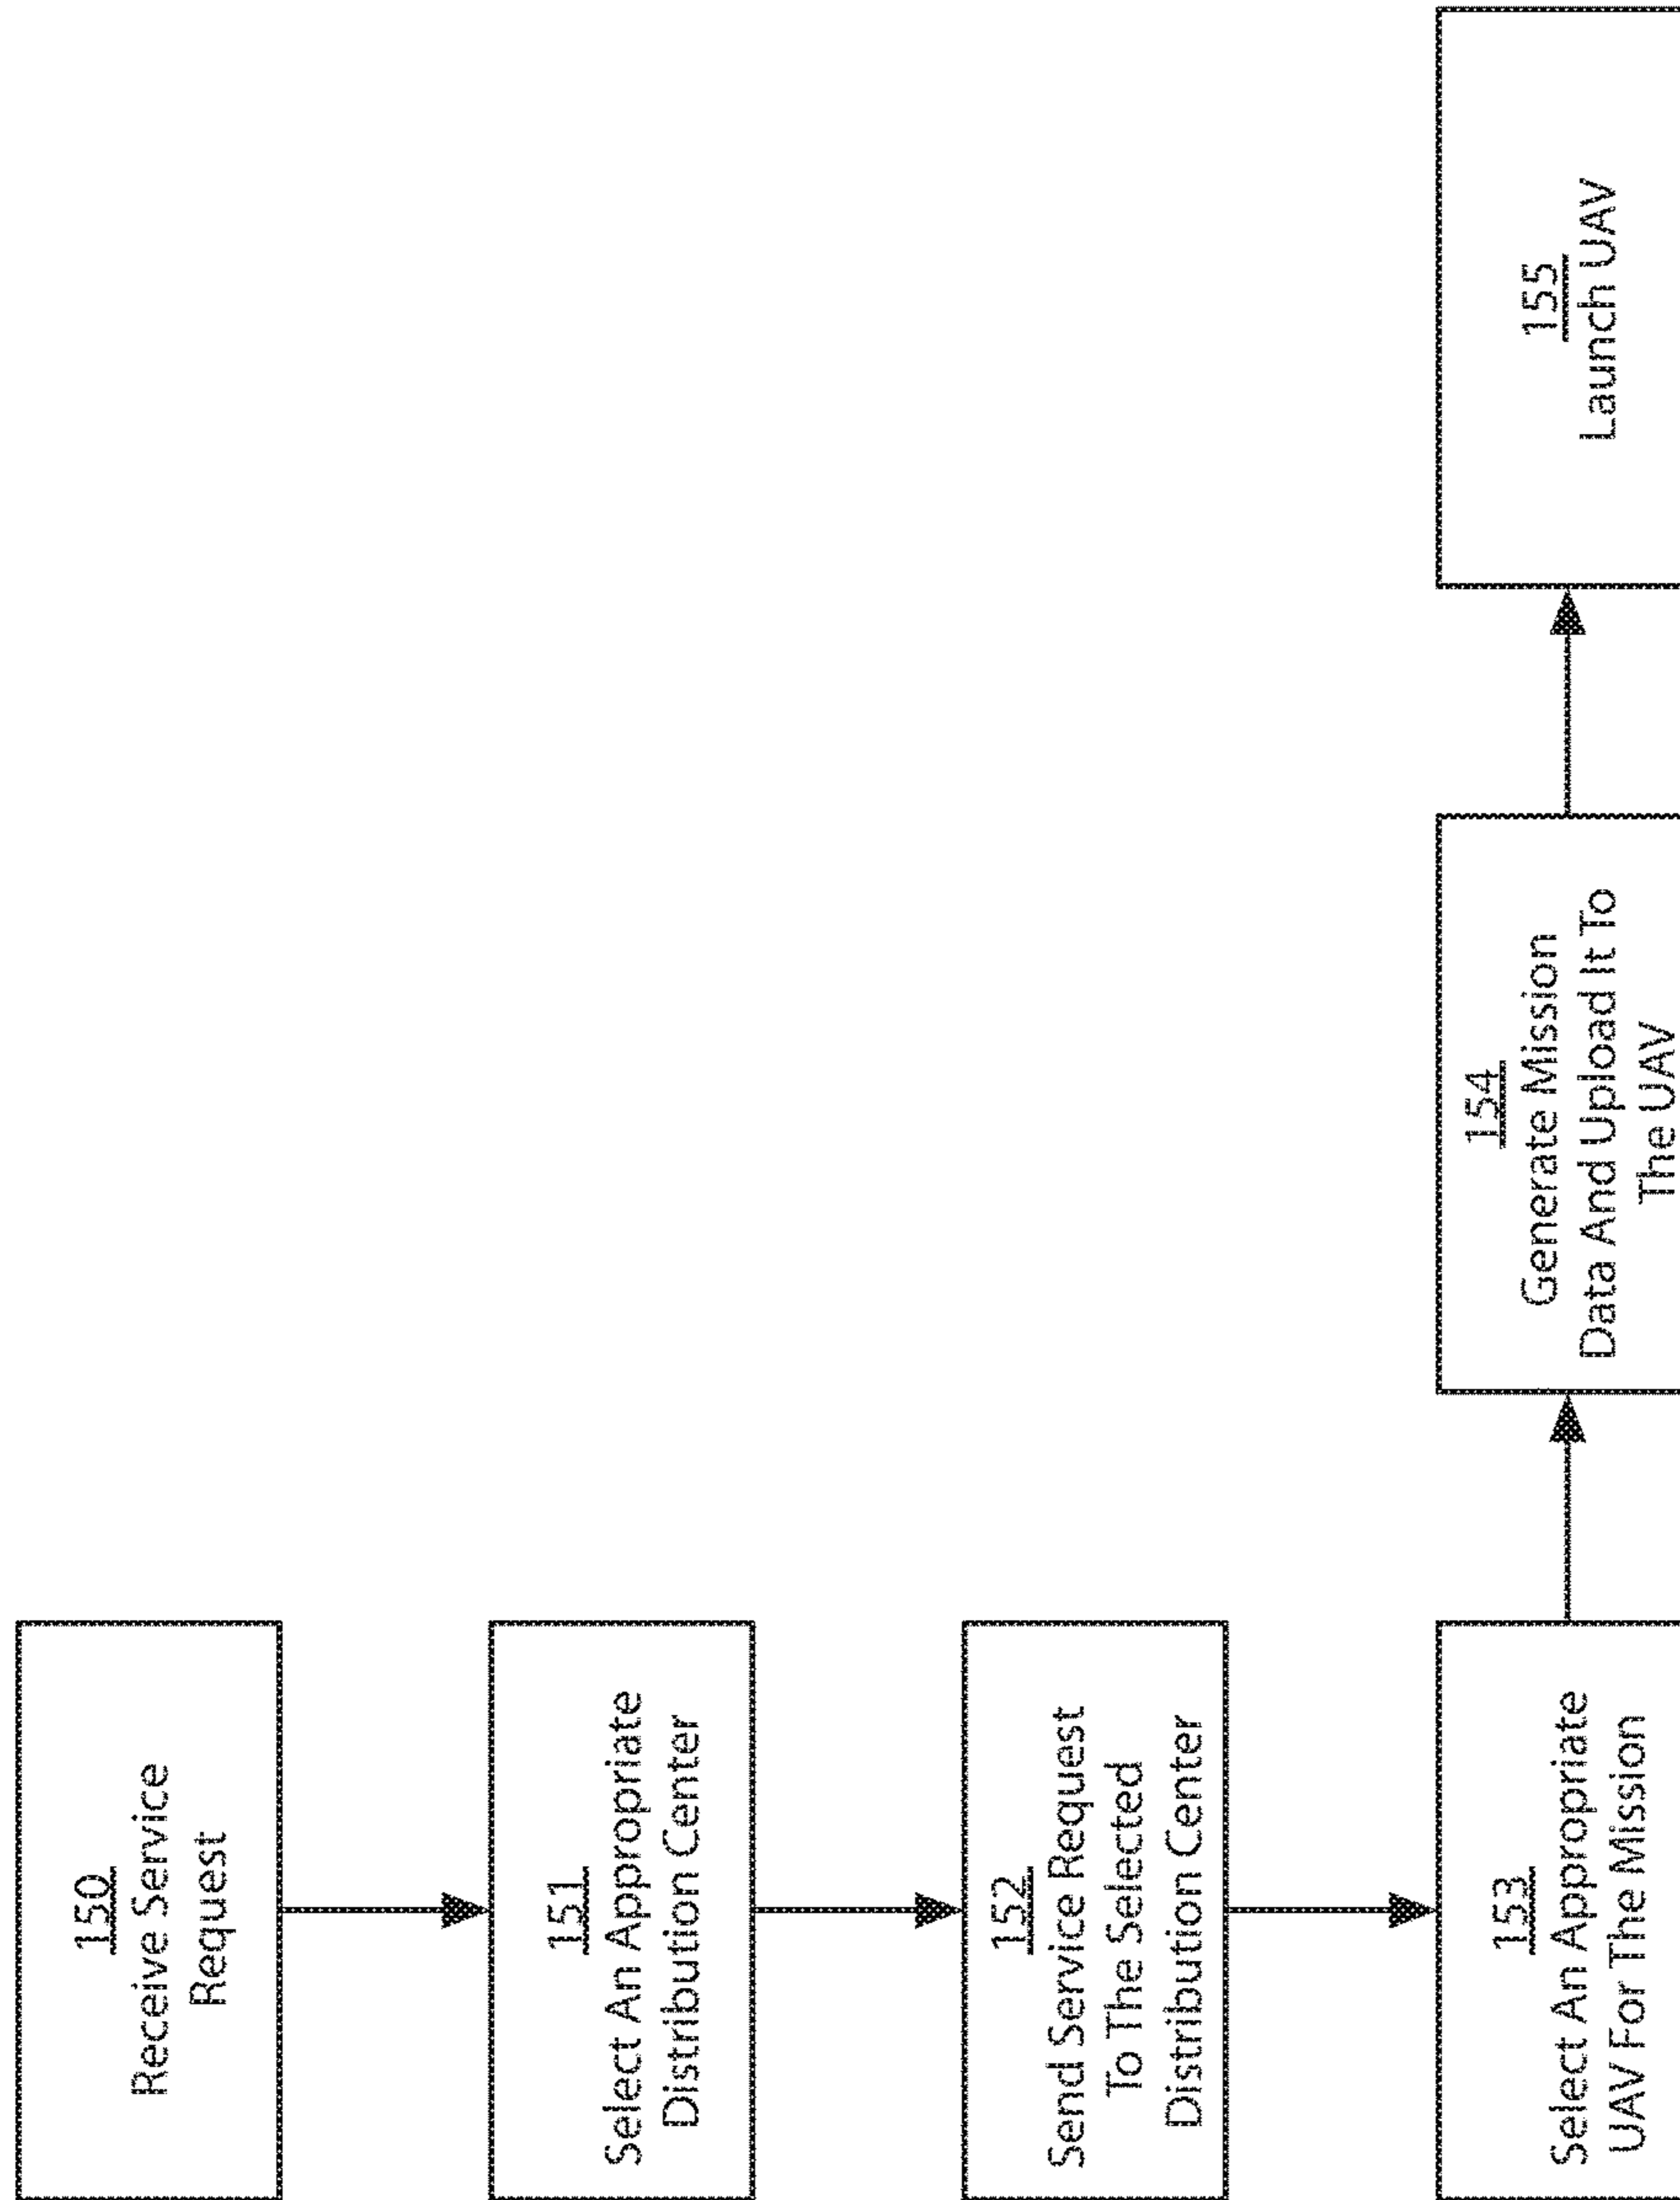 150
Receive Service
Request
151
Select An Appropriate
Distribution Center
152
Send Service Request
To The Selected
Distribution Center
153
Select An Appropriate
UAV For The Mission
154
Generate Mission
Data And Upload It To
The UAV
155
Launch UAV